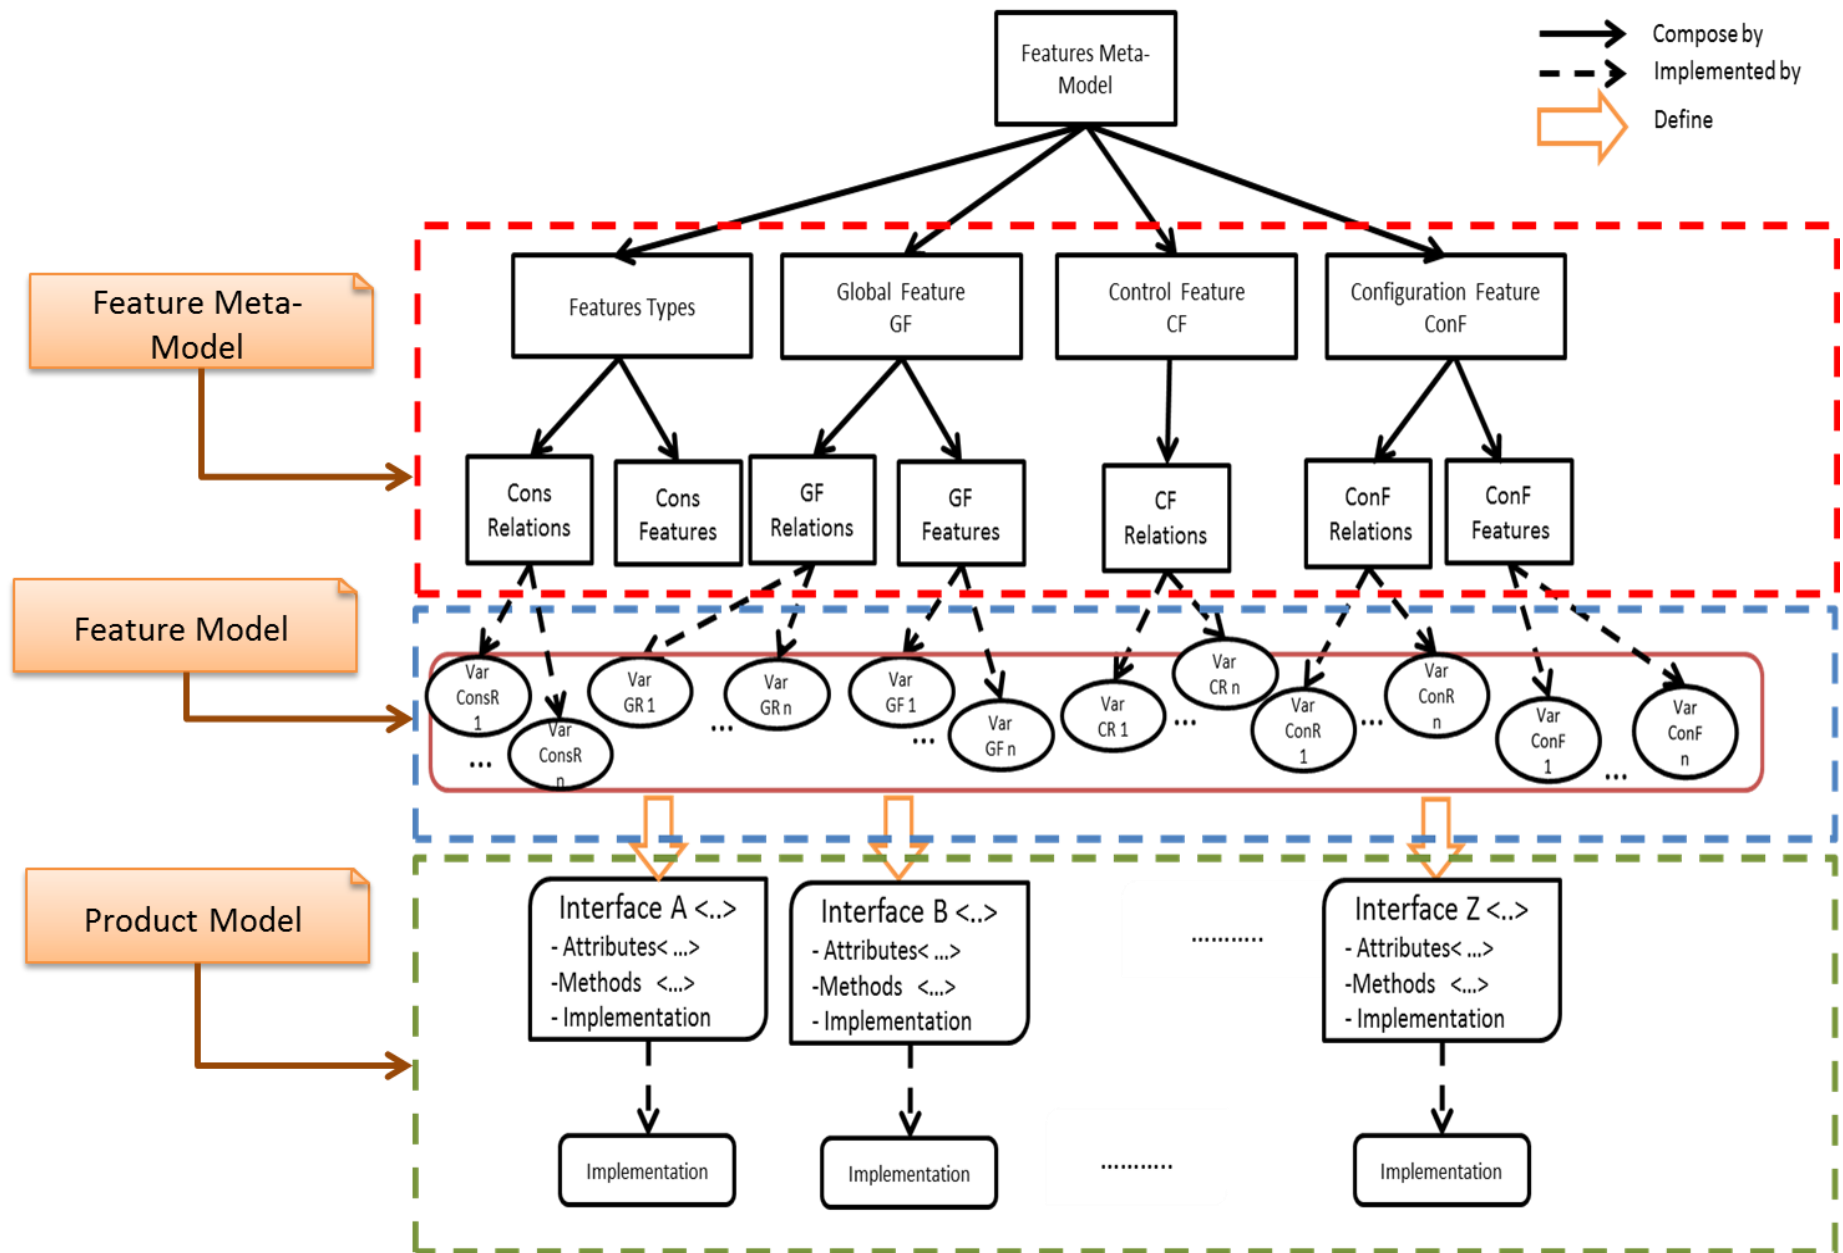 Features Meta-
Model
Compose by
Implemented by
Define
Feature Meta-
Model
Features Types
Global Feature
GF
Control Feature
CF
Configuration Feature
ConF
Cons
Relations
Cons
Features
GF
Relations
GF
Features
CF
Relations
ConF
Relations
ConF
Features
Feature Model
Var
ConsR
1
...
Var
ConsR
n
Var
GR 1
...
Var
GR n
Var
GF 1
...
Var
GF n
Var
CR 1
...
Var
CR n
Var
ConR
1
...
Var
ConR
n
Var
ConF
1
...
Var
ConF
n
Product Model
Interface A <..>
- Attributes< ...>
-Methods <...>
- Implementation
Interface B <..>
- Attributes< ...>
-Methods <...>
- Implementation
...........
Interface Z <..>
- Attributes< ...>
-Methods <...>
- Implementation
Implementation
Implementation
...........
Implementation